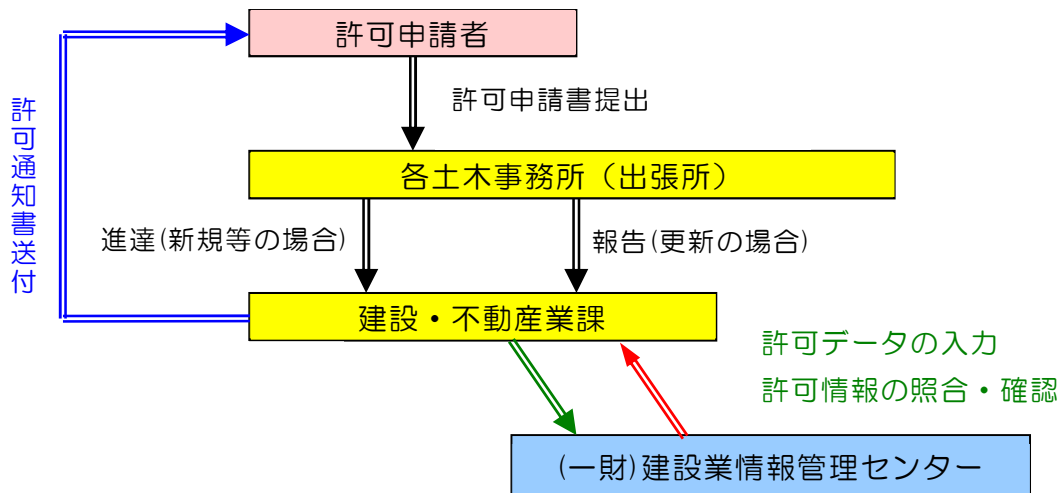 許可申請者
許可申請書提出
許可通知書送付
各土木事務所（出張所）
進達(新規等の場合)
報告(更新の場合)
建設・不動産業課
許可データの入力
許可情報の照合・確認
(一財)建設業情報管理センター